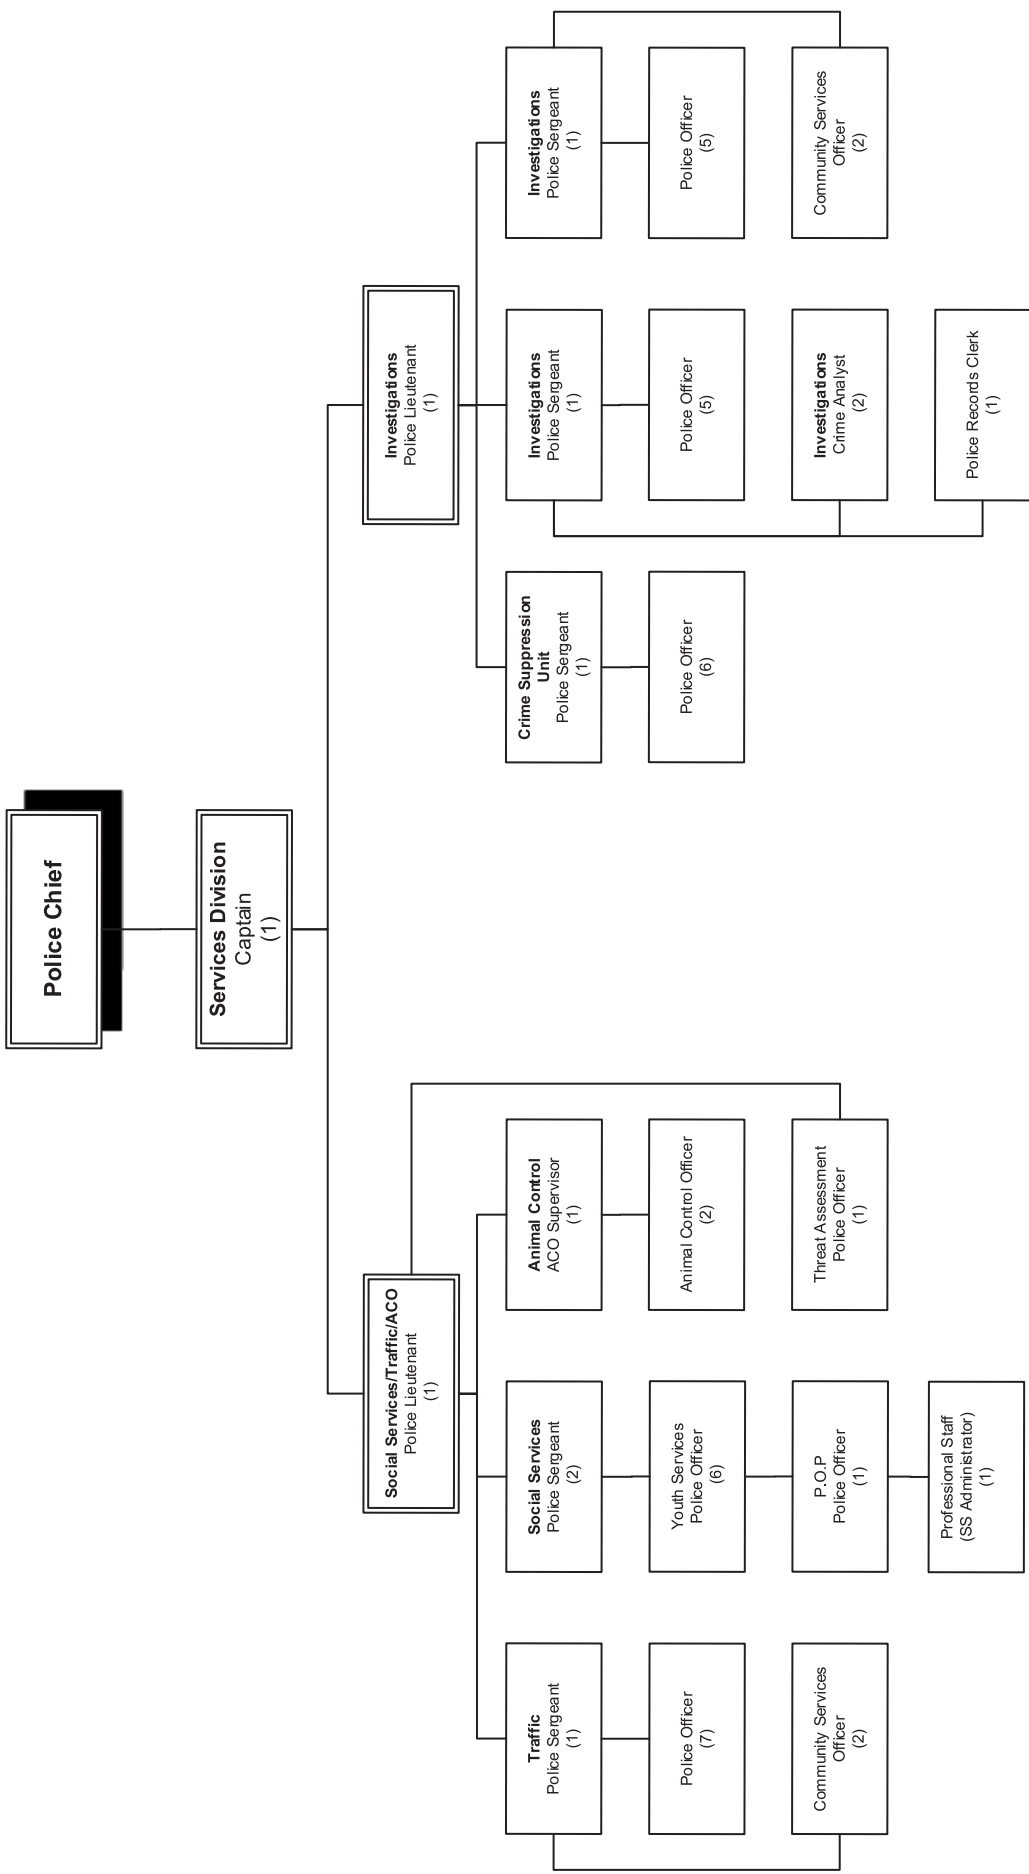 Police Chief
Services Division
Captain
(1)
Social Services/Traffic/ACO
Police Lieutenant
(1)
Investigations
Police Lieutenant
(1)
Traffic
Police Sergeant
(1)
Social Services
Police Sergeant
(2)
Animal Control
ACO Supervisor
(1)
Crime Suppression
Unit
Police Sergeant
(1)
Investigations
Police Sergeant
(1)
Investigations
Police Sergeant
(1)
Police Officer
(7)
Youth Services
Police Officer
(6)
Animal Control Officer
(2)
Police Officer
(6)
Police Officer
(5)
Police Officer
(5)
Community Services
Officer
(2)
P.O.P
Police Officer
(1)
Threat Assessment
Police Officer
(1)
Investigations
Crime Analyst
(2)
Community Services
Officer
(2)
Professional Staff
(SS Administrator)
(1)
Police Records Clerk
(1)